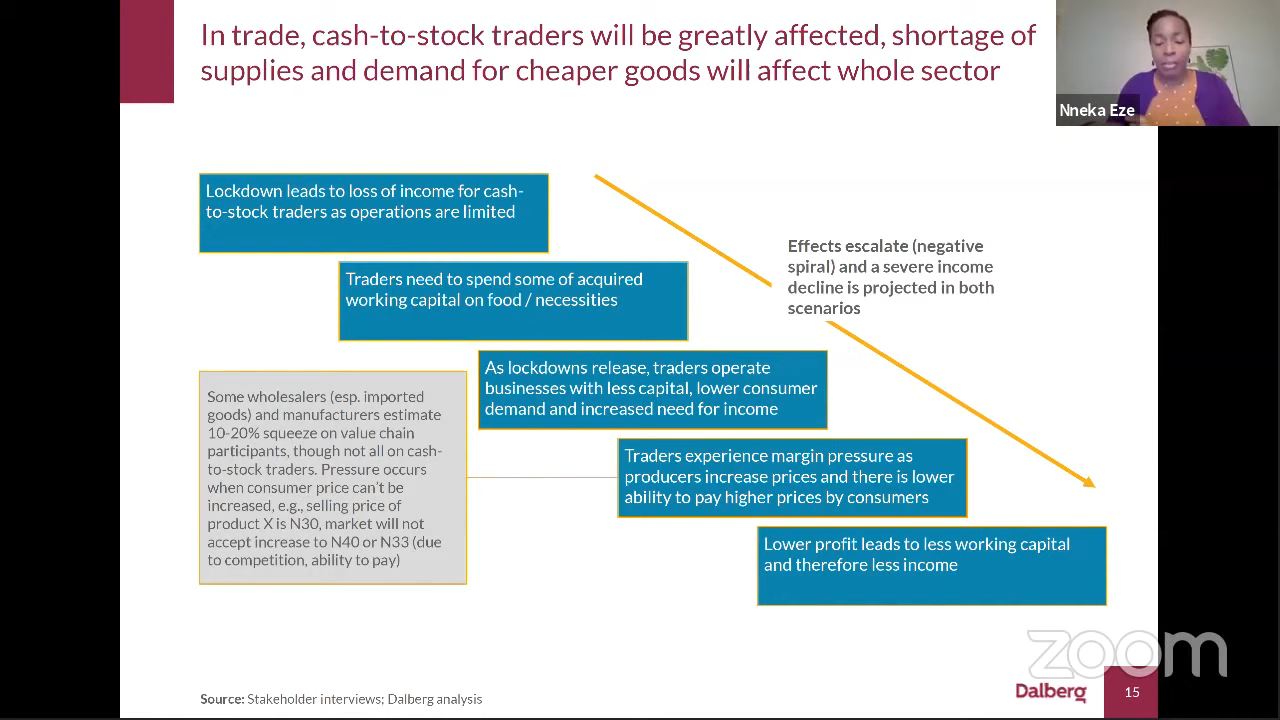 In trade, cash-to-stock traders will be greatly affected, shortage of
supplies and demand for cheaper goods will affect whole sector
Nneka Eze
Lockdown leads to loss of income for cash-
to-stock traders as operations are limited
Effects escalate (negative
spiral) and a severe income
decline is projected in both
scenarios
Traders need to spend some of acquired
working capital on food / necessities
As lockdowns release, traders operate
businesses with less capital, lower consumer
demand and increased need for income
Some wholesalers (esp. imported
goods) and manufacturers estimate
10-20% squeeze on value chain
participants, though not all on cash-
to-stock traders. Pressure occurs
when consumer price can't be
increased, e.g., selling price of
product X is N30, market will not
accept increase to N40 or N33 (due
to competition, ability to pay)
Traders experience margin pressure as
producers increase prices and there is lower
ability to pay higher prices by consumers
Lower profit leads to less working capital
and therefore less income
zoom
Source: Stakeholder interviews; Dalberg analysis
Dalberg
15